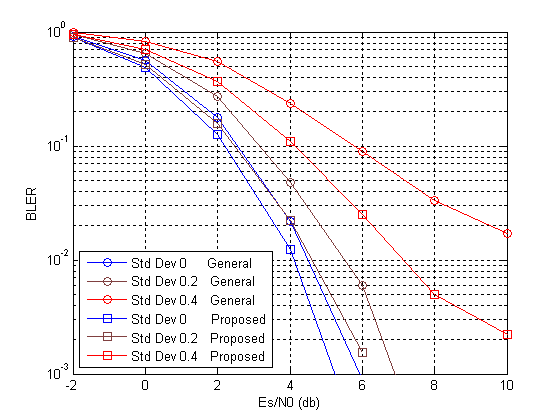 10^0
10^-1
10^-2
10^-3
BLER
Std Dev 0 General
Std Dev 0.2 General
Std Dev 0.4 General
Std Dev 0 Proposed
Std Dev 0.2 Proposed
Std Dev 0.4 Proposed
-2 0 2 4 6 8 10
Es/N0 (db)